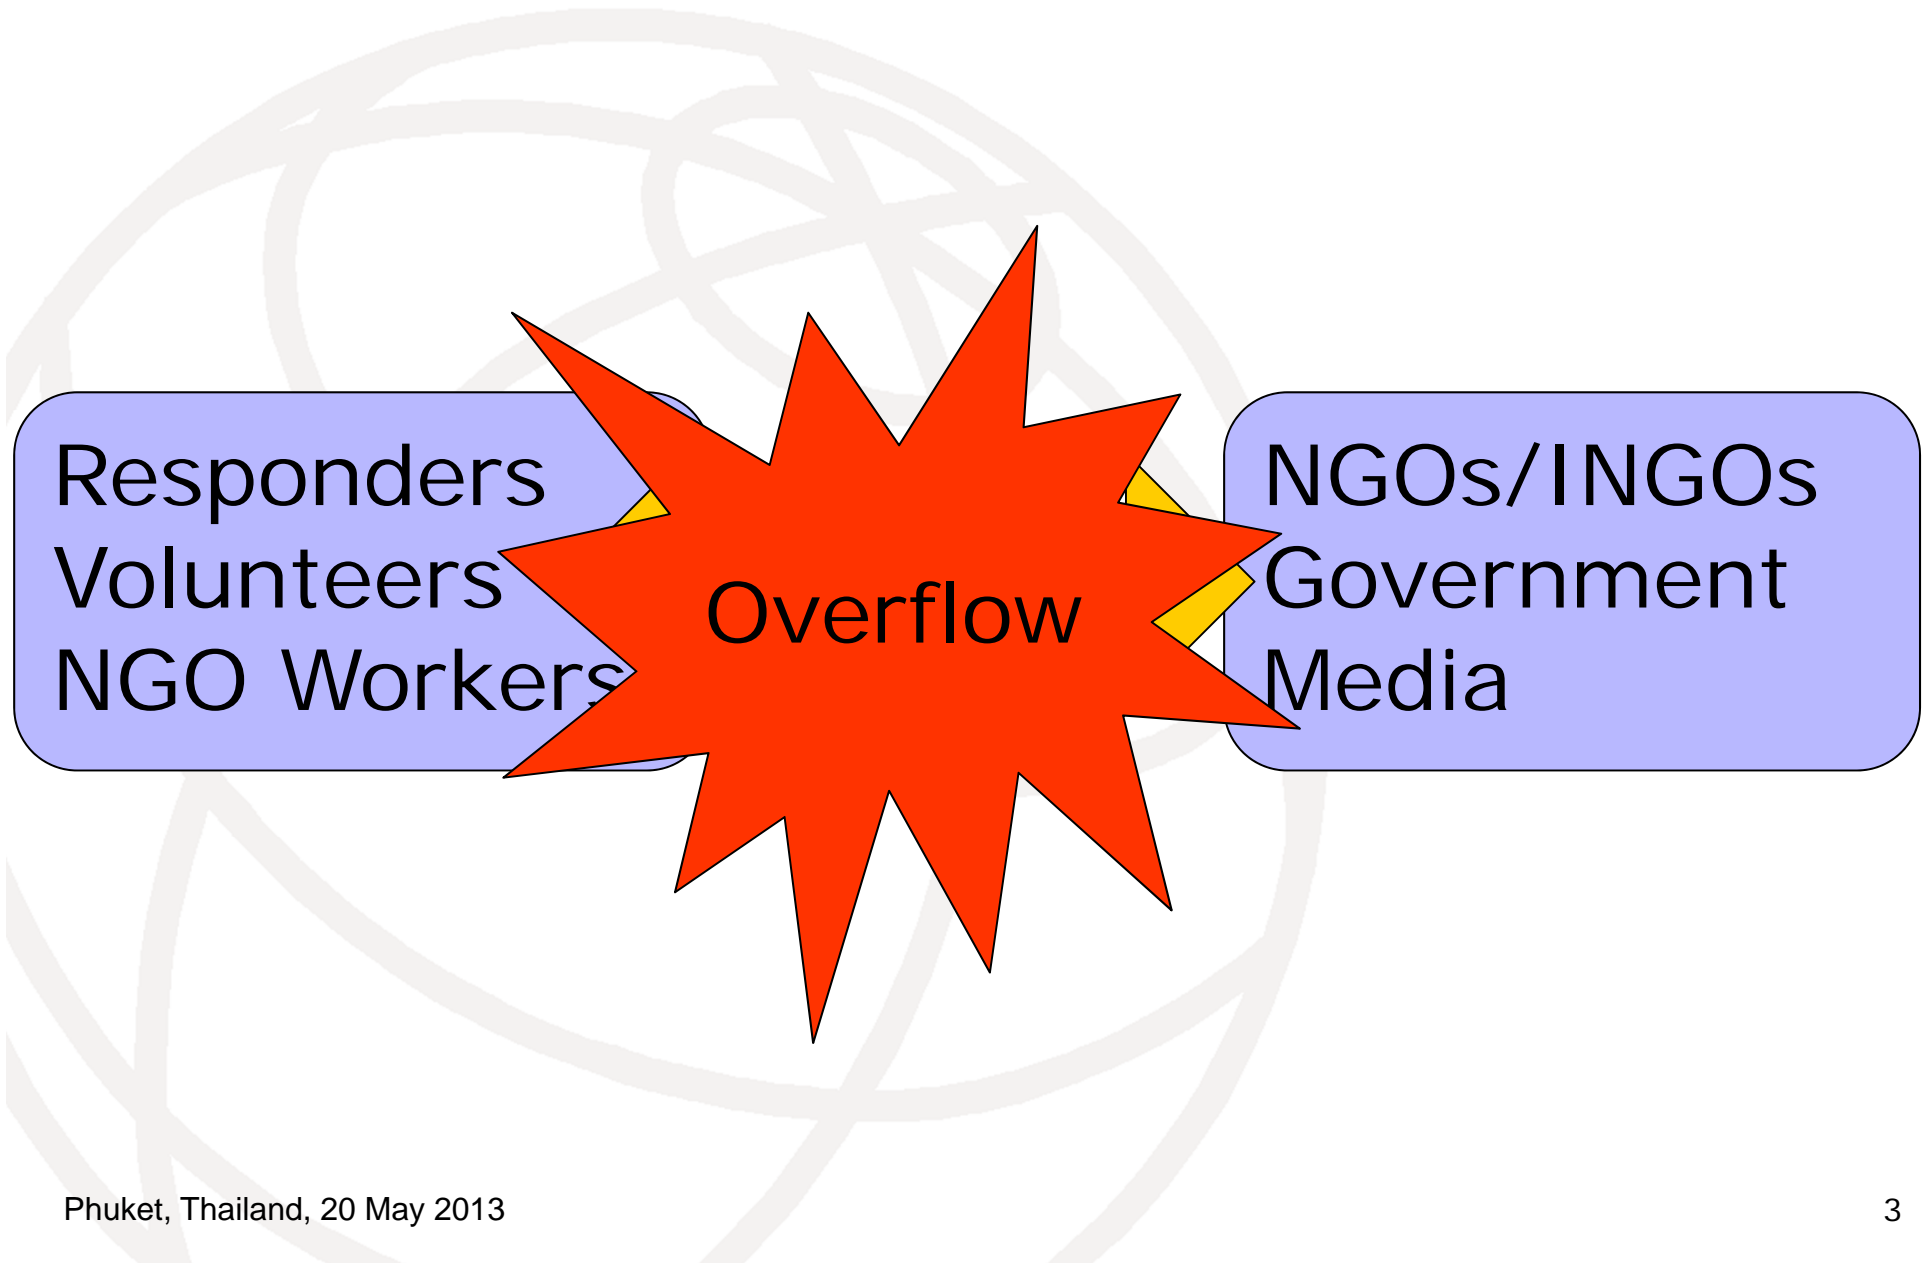 Responders
Volunteers
NGO Workers
Overflow
NGOs/INGOs
Government
Media
Phuket, Thailand, 20 May 2013
3